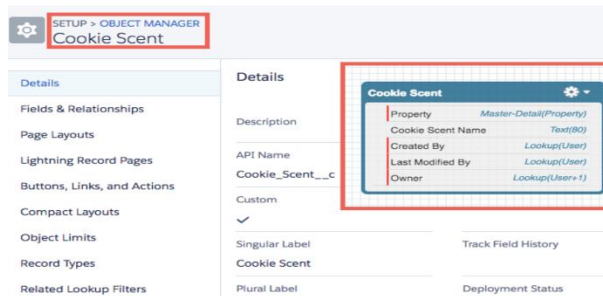 SETUP > OBJECT MANAGER
Cookie Scent
Details
Fields & Relationships
Page Layouts
Lightning Record Pages
Buttons, Links, and Actions
Compact Layouts
Object Limits
Record Types
Related Lookup Filters
Details
Description
API Name
Cookie_Scent__c
Custom
Singular Label
Cookie Scent
Plural Label
Track Field History
Deployment Status
Cookie Scent
Property Master-Detail(Property)
Cookie Scent Name Text(80)
Created By Lookup(User)
Last Modified By Lookup(User)
Owner Lookup(User+1)